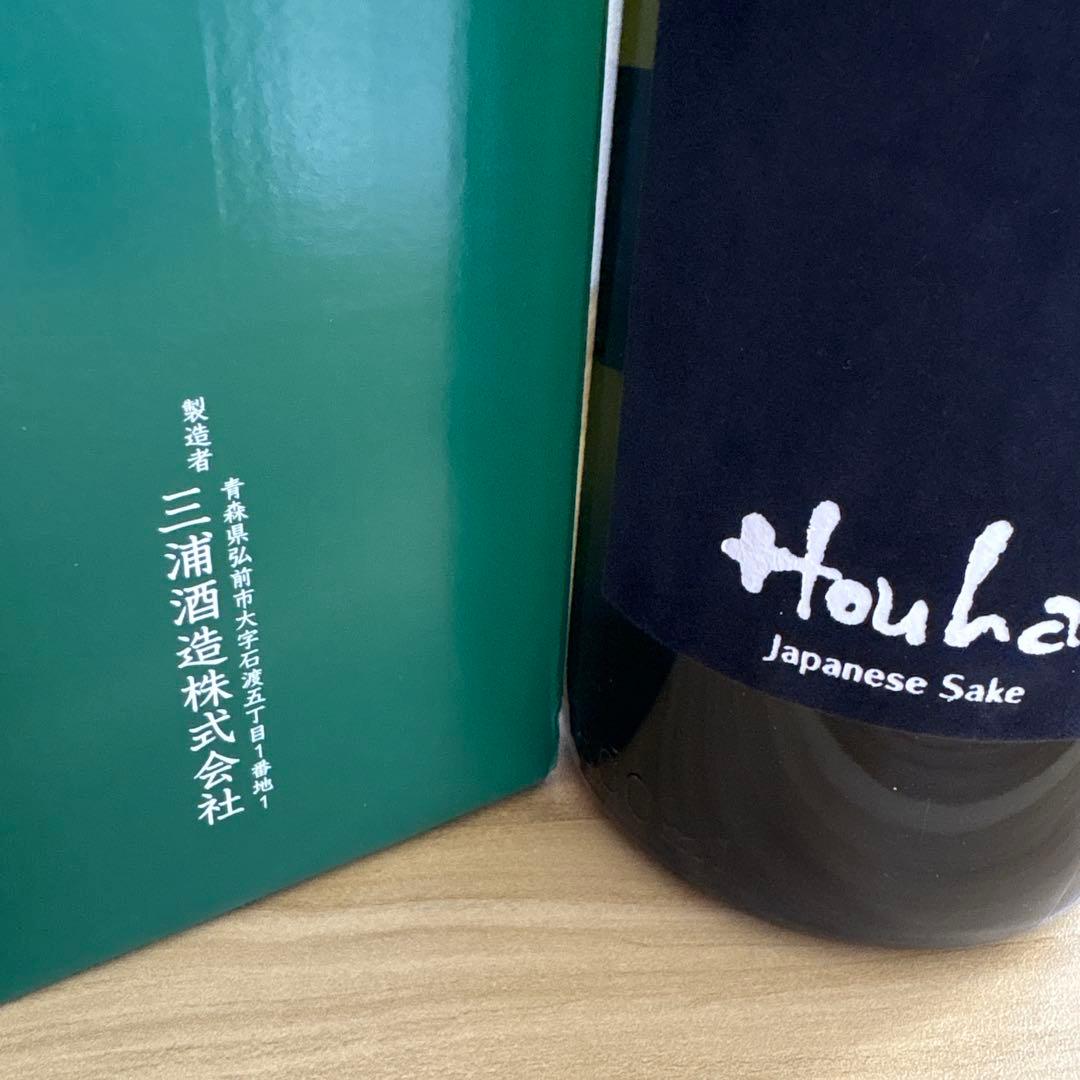 製造者
青森県弘前市大字石渡五丁目1番地1
三浦酒造株式会社
Houha
Japanese Sake